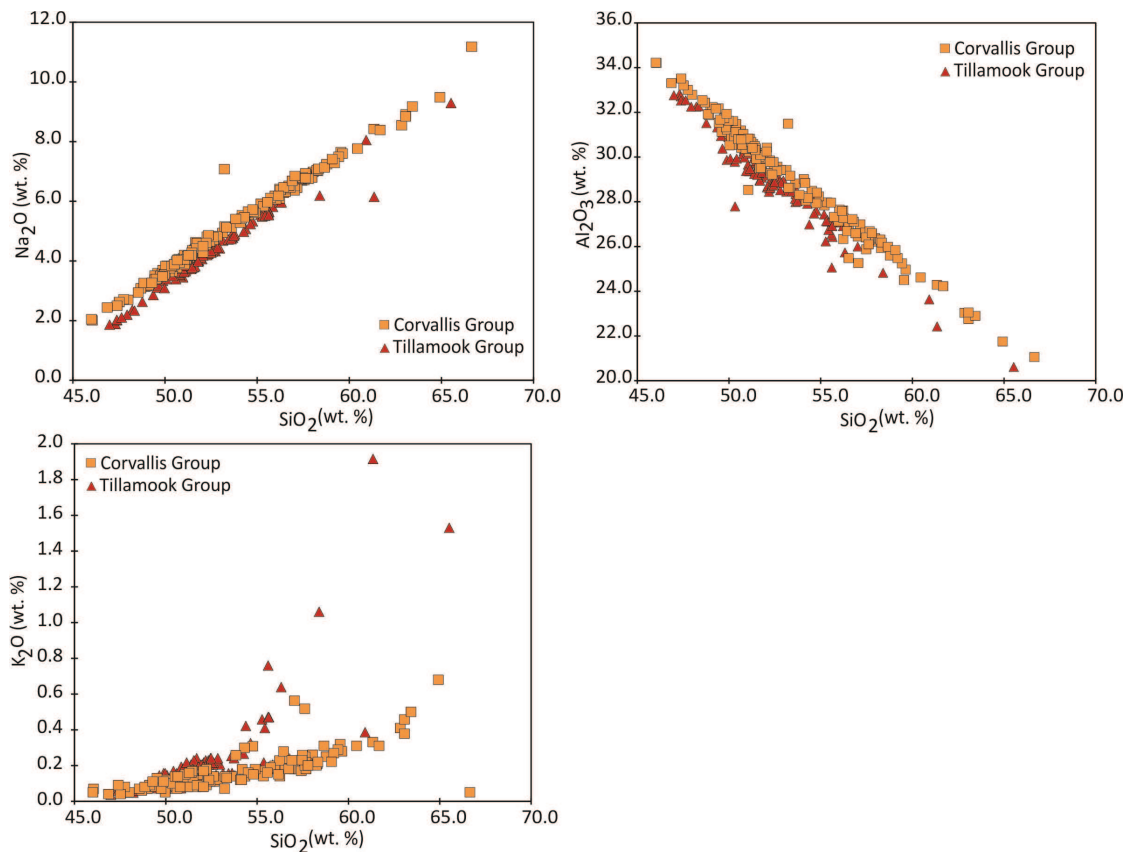 12.0
10.0
8.0
6.0
4.0
2.0
0.0
Na₂O (wt. %)
Corvallis Group
Tillamook Group
45.0 50.0 55.0 60.0 65.0 70.0
SiO₂(wt. %)
34.0
32.0
30.0
28.0
26.0
24.0
22.0
20.0
Al₂O₃(wt. %)
Corvallis Group
Tillamook Group
45.0 50.0 55.0 60.0 65.0 70.0
SiO₂(wt. %)
2.0
1.8
1.6
1.4
1.2
1.0
0.8
0.6
0.4
0.2
0.0
K₂O (wt. %)
Corvallis Group
Tillamook Group
45.0 50.0 55.0 60.0 65.0 70.0
SiO₂(wt. %)